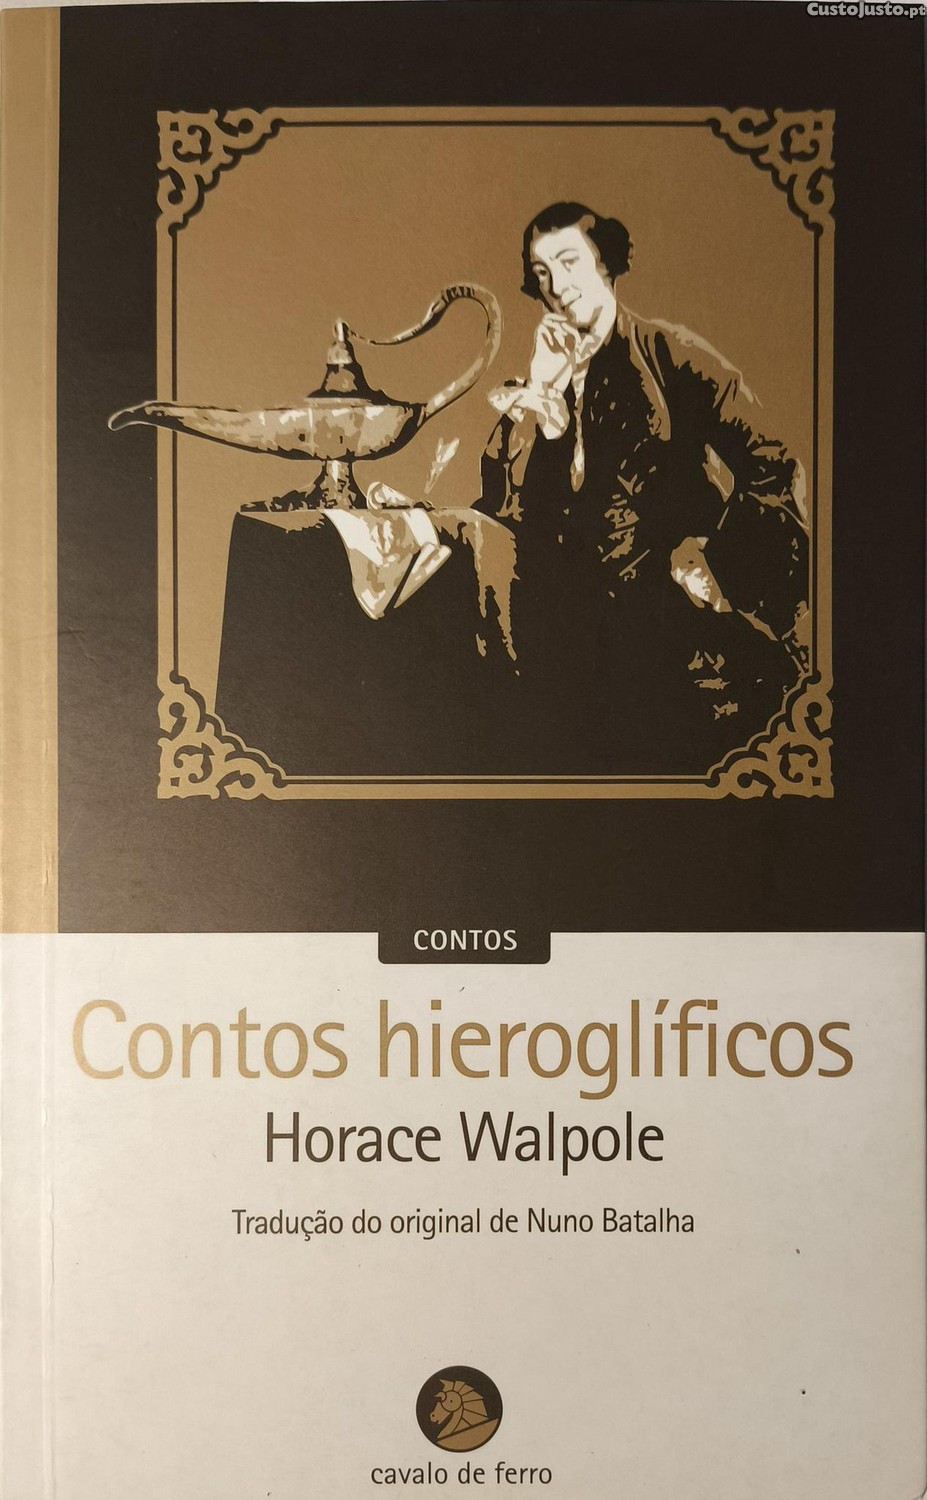 CustoJusto.pt
CONTOS
Contos hieroglíficos
Horace Walpole
Tradução do original de Nuno Batalha
cavalo de ferro